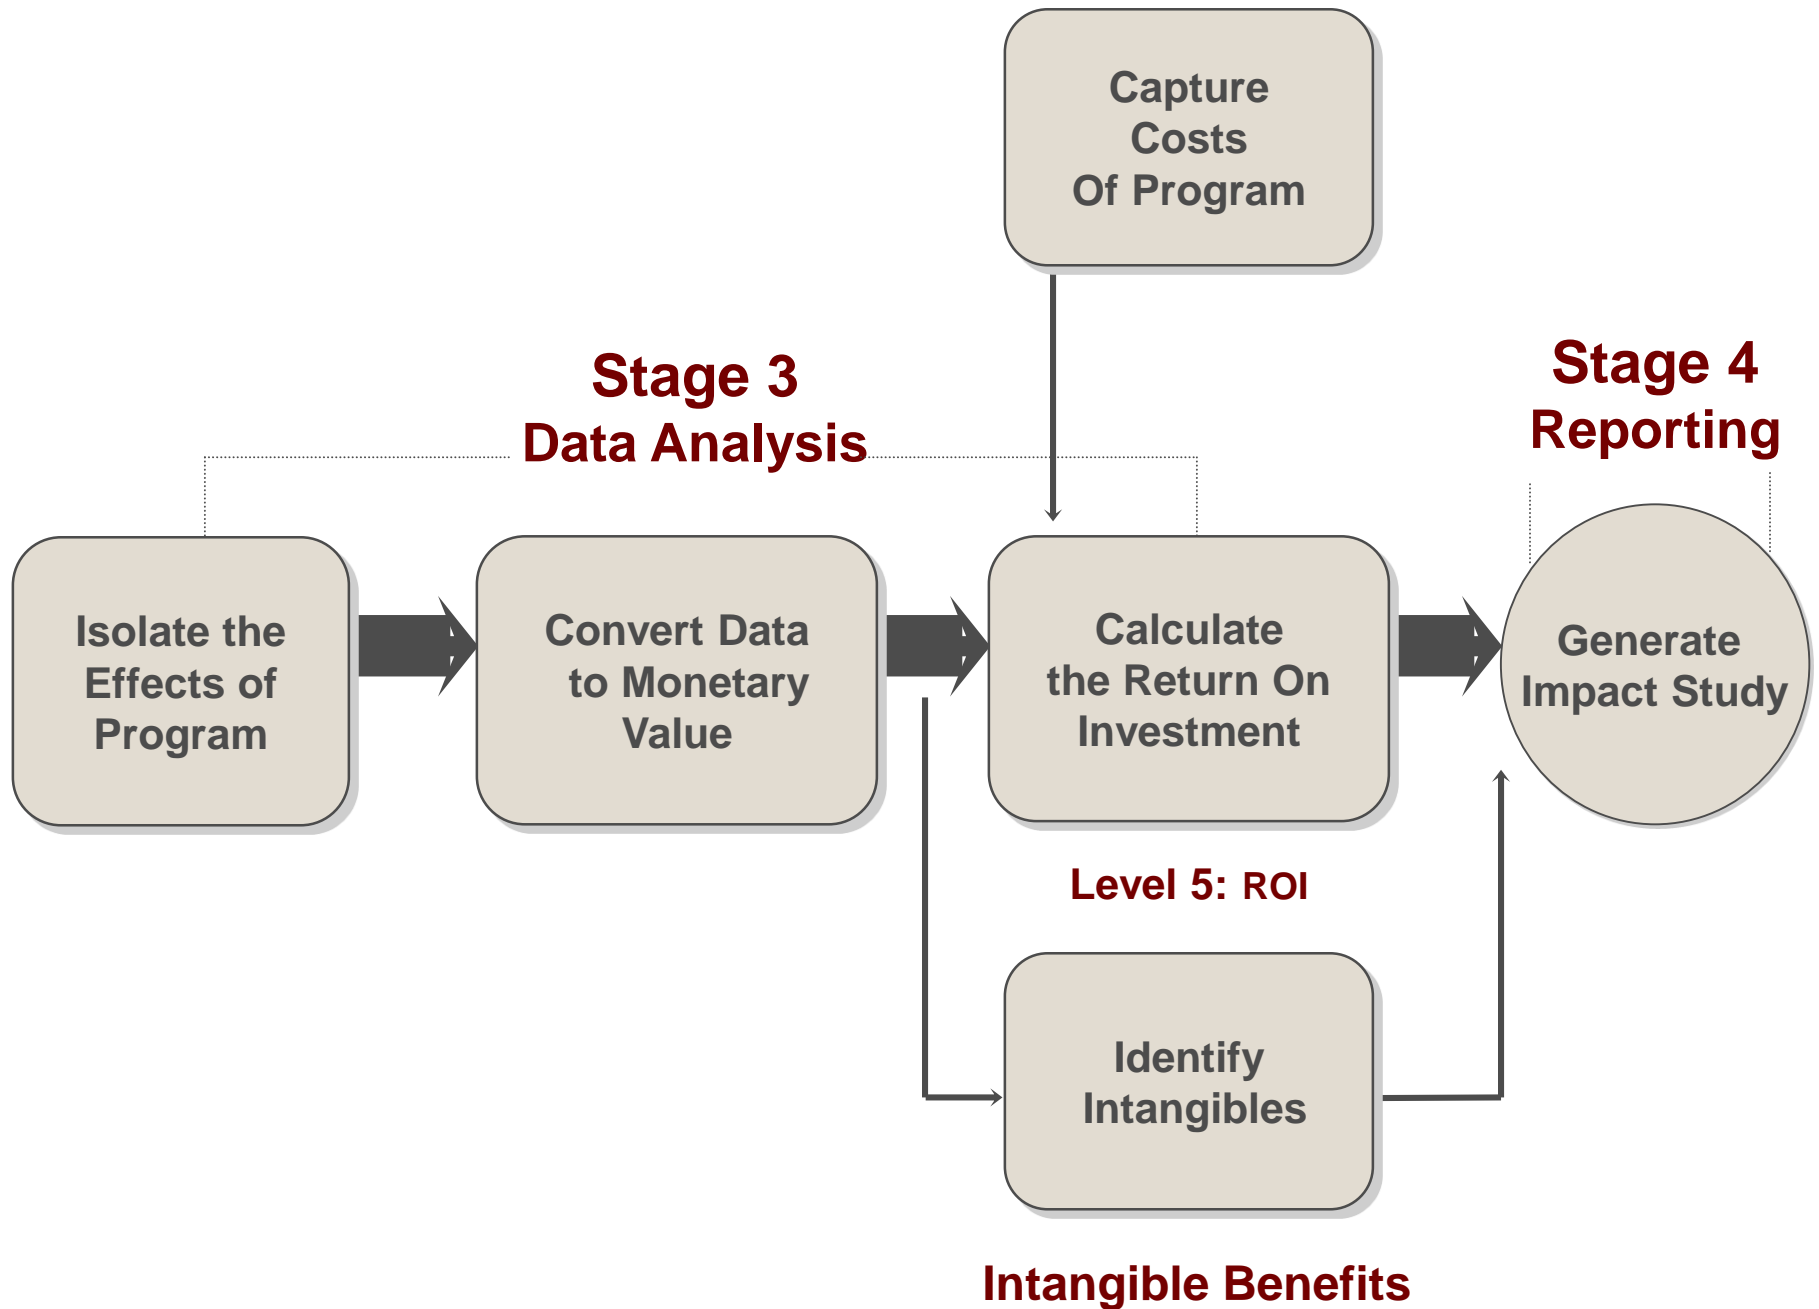 Capture
Costs
Of Program
Stage 3
Data Analysis
Stage 4
Reporting
Isolate the
Effects of
Program
Convert Data
to Monetary
Value
Calculate
the Return On
Investment
Generate
Impact Study
Level 5: ROI
Identify
Intangibles
Intangible Benefits